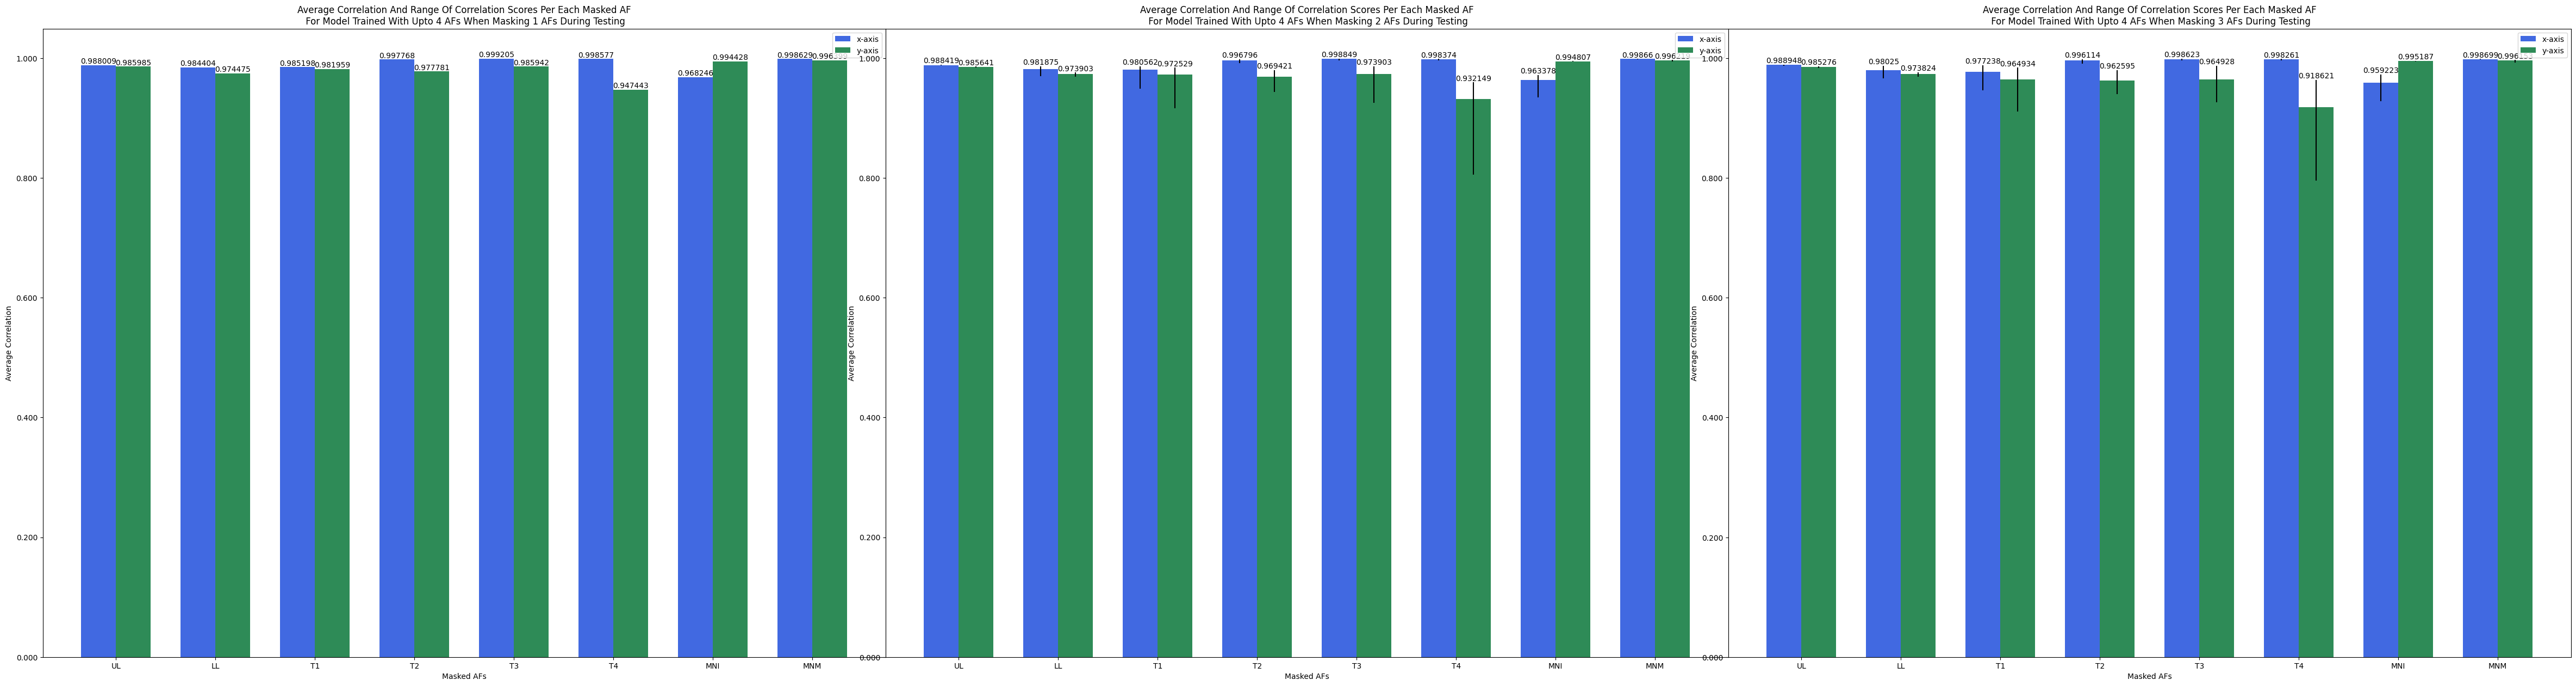 Average Correlation And Range Of Correlation Scores Per Each Masked AF
For Model Trained With Upto 4 AFs When Masking 1 AFs During Testing
x-axis
y-axis
1.000
0.800
0.600
0.400
0.200
0.000
Average Correlation
0.988009 0.985985 0.984404 0.974475 0.985198 0.981959 0.997768 0.977781 0.999205 0.985942 0.998577 0.947443 0.968246 0.994428 0.998629
UL LL T1 T2 T3 T4 MNI MNM
Masked AFs
Average Correlation And Range Of Correlation Scores Per Each Masked AF
For Model Trained With Upto 4 AFs When Masking 2 AFs During Testing
x-axis
y-axis
1.000
0.800
0.600
0.400
0.200
0.000
Average Correlation
0.988419 0.985641 0.981875 0.973903 0.980562 0.972529 0.996796 0.969421 0.998849 0.973903 0.998374 0.932149 0.963378 0.994807 0.99866
UL LL T1 T2 T3 T4 MNI MNM
Masked AFs
Average Correlation And Range Of Correlation Scores Per Each Masked AF
For Model Trained With Upto 4 AFs When Masking 3 AFs During Testing
x-axis
y-axis
1.000
0.800
0.600
0.400
0.200
0.000
Average Correlation
0.988948 0.985276 0.98025 0.973824 0.977238 0.964934 0.996114 0.962595 0.998623 0.964928 0.998261 0.918621 0.959223 0.995187 0.998699
UL LL T1 T2 T3 T4 MNI MNM
Masked AFs